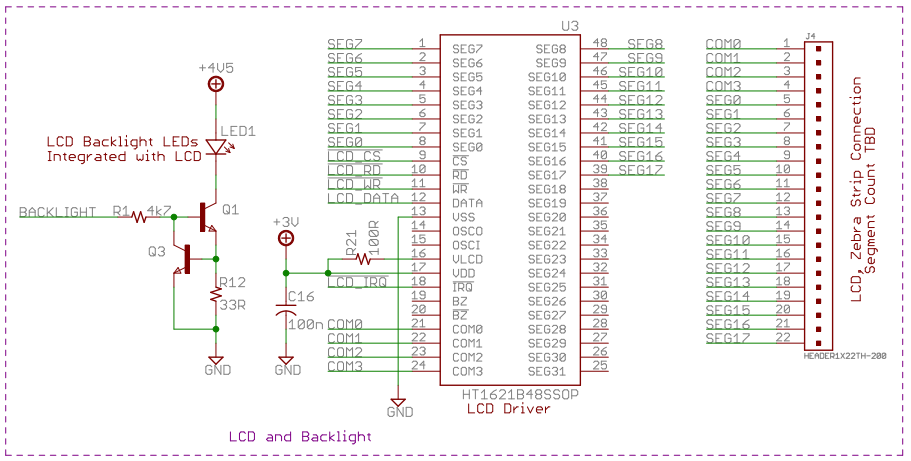 U3
J4
+4V5
LED1
LCD Backlight LEDs
Integrated with LCD
BACKLIGHT
R1 4k7
Q1
Q3
R12
33R
GND
+3V
R21
100R
C16
100n
GND
SEG7 1 SEG7 SEG8 48 SEG8
SEG6 2 SEG6 SEG9 47 SEG9
SEG5 3 SEG5 SEG10 46 SEG10
SEG4 4 SEG4 SEG11 45 SEG11
SEG3 5 SEG3 SEG12 44 SEG12
SEG2 6 SEG2 SEG13 43 SEG13
SEG1 7 SEG1 SEG14 42 SEG14
SEG0 8 SEG0 SEG15 41 SEG15
LCD_CS 9 CS SEG16 40 SEG16
LCD_RD 10 RD SEG17 39 SEG17
LCD_WR 11 WR SEG18 38
LCD_DATA 12 DATA SEG19 37
13 VSS SEG20 36
14 OSCO SEG21 35
15 OSCI SEG22 34
16 VLCD SEG23 33
17 VDD SEG24 32
LCD_IRQ 18 IRQ SEG25 31
19 BZ SEG26 30
20 BZ SEG27 29
COM0 21 COM0 SEG28 28
COM1 22 COM1 SEG29 27
COM2 23 COM2 SEG30 26
COM3 24 COM3 SEG31 25
GND
HT1621B48SSOP
LCD Driver
COM0 1
COM1 2
COM2 3
COM3 4
SEG0 5
SEG1 6
SEG2 7
SEG3 8
SEG4 9
SEG5 10
SEG6 11
SEG7 12
SEG8 13
SEG9 14
SEG10 15
SEG11 16
SEG12 17
SEG13 18
SEG14 19
SEG15 20
SEG16 21
SEG17 22
HEADER1X22TH-200
LCD, Zebra Strip Connection
Segment Count TBD
LCD and Backlight